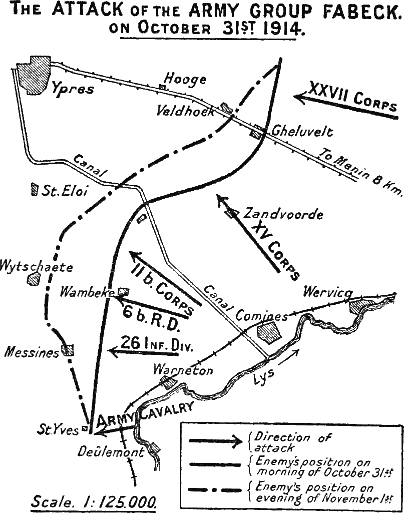 THE ATTACK OF THE ARMY GROUP FABECK.
ON OCTOBER 31ST 1914.
XXVII CORPS
Hooge
Ypres
Veldhoek
Gheluvelt
To Menin 8 Km.
Canal
St. Eloi
Zandvoorde
XV CORPS
Wytschaete
II b. CORPS
Canal
Wervicq
Wambeke
6 b. R.D.
Comines
26 INF. DIV.
Messines
Warneton
Lys
ARMY CAVALRY
St Yves
Deûlemont
Direction of
attack
Enemy's position on
morning of October 31st
Enemy's position on
evening of November 1st
Scale. 1:125.000.